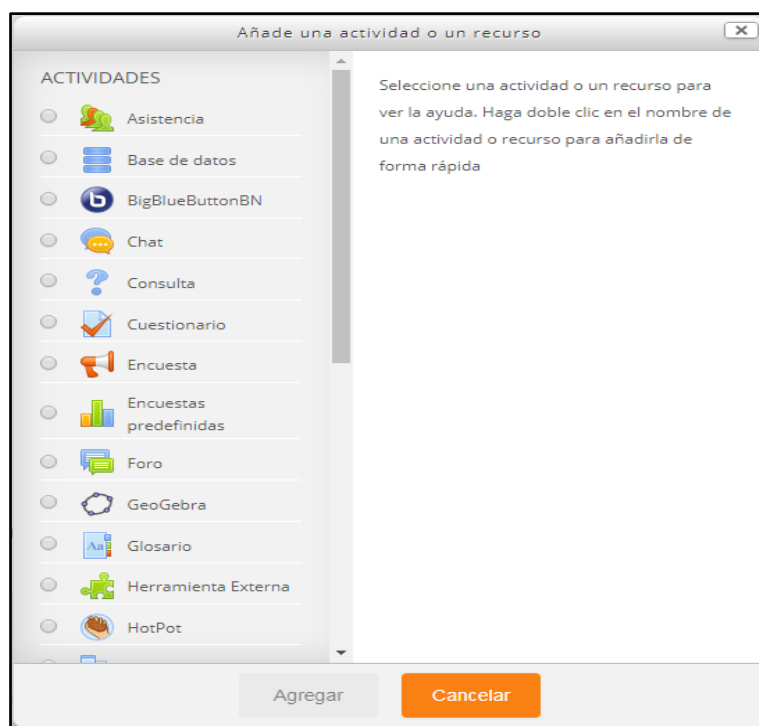 Añade una actividad o un recurso
ACTIVIDADES
Asistencia
Base de datos
BigBlueButtonBN
Chat
Consulta
Cuestionario
Encuesta
Encuestas
predefinidas
Foro
GeoGebra
Glosario
Herramienta Externa
HotPot
Seleccione una actividad o un recurso para
ver la ayuda. Haga doble clic en el nombre de
una actividad o recurso para añadirla de
forma rápida
Agregar
Cancelar